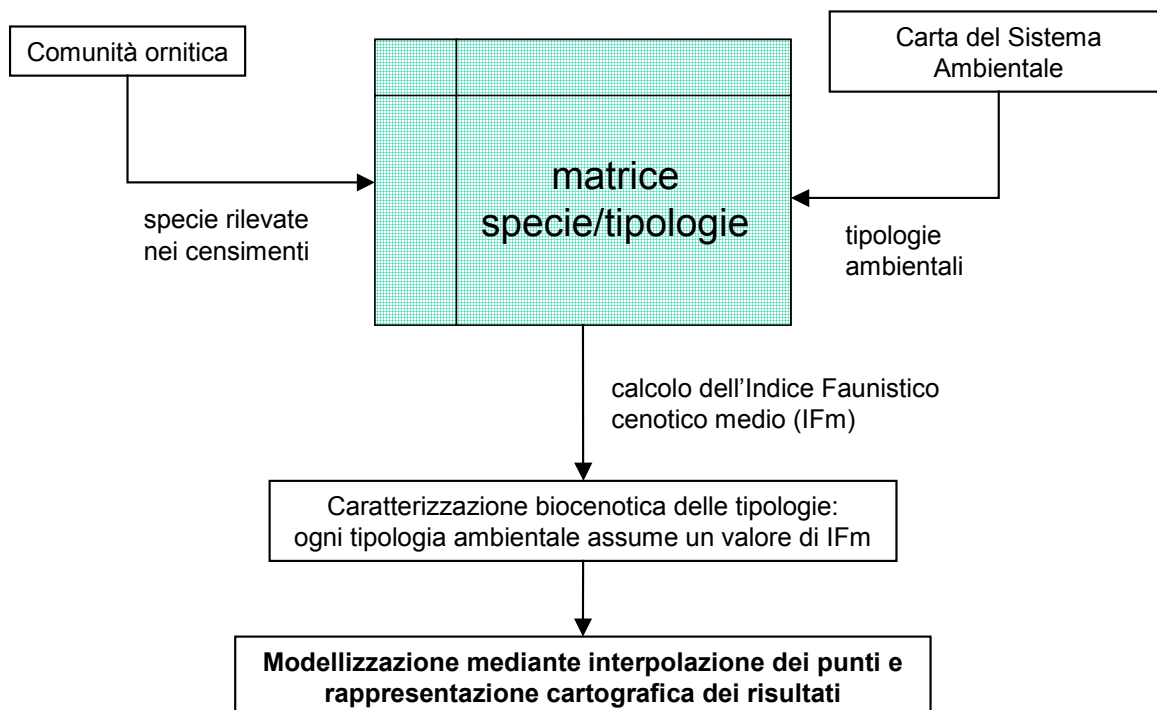 Comunità ornitica
Carta del Sistema
Ambientale
matrice
specie/tipologie
specie rilevate
nei censimenti
tipologie
ambientali
calcolo dell’Indice Faunistico
cenotico medio (IFm)
Caratterizzazione biocenotica delle tipologie:
ogni tipologia ambientale assume un valore di IFm
Modellizzazione mediante interpolazione dei punti e
rappresentazione cartografica dei risultati